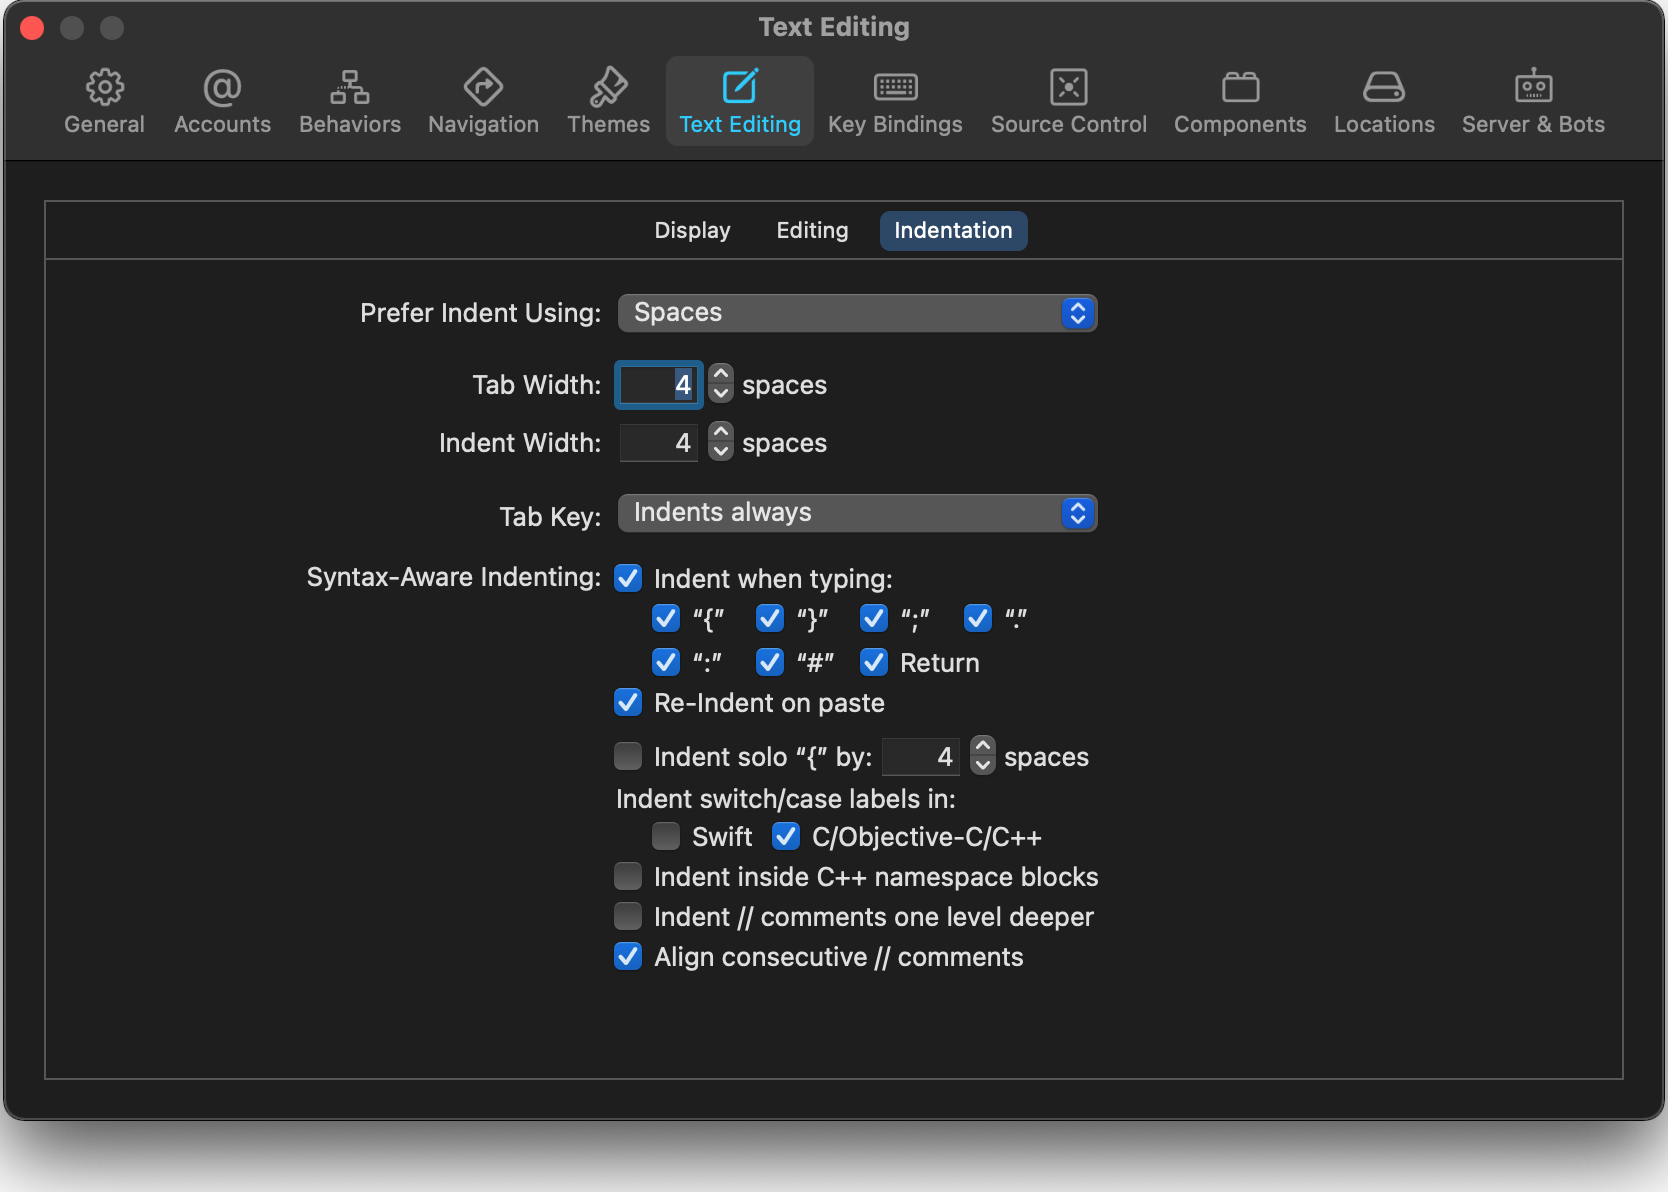 Text Editing
General Accounts Behaviors Navigation Themes Text Editing Key Bindings Source Control Components Locations Server & Bots
Display Editing Indentation
Prefer Indent Using: Spaces
Tab Width: 4 spaces
Indent Width: 4 spaces
Tab Key: Indents always
Syntax-Aware Indenting: Indent when typing:
“{” “}” “;” “.”
“:” “#” Return
Re-Indent on paste
Indent solo “{” by: 4 spaces
Indent switch/case labels in:
Swift C/Objective-C/C++
Indent inside C++ namespace blocks
Indent // comments one level deeper
Align consecutive // comments